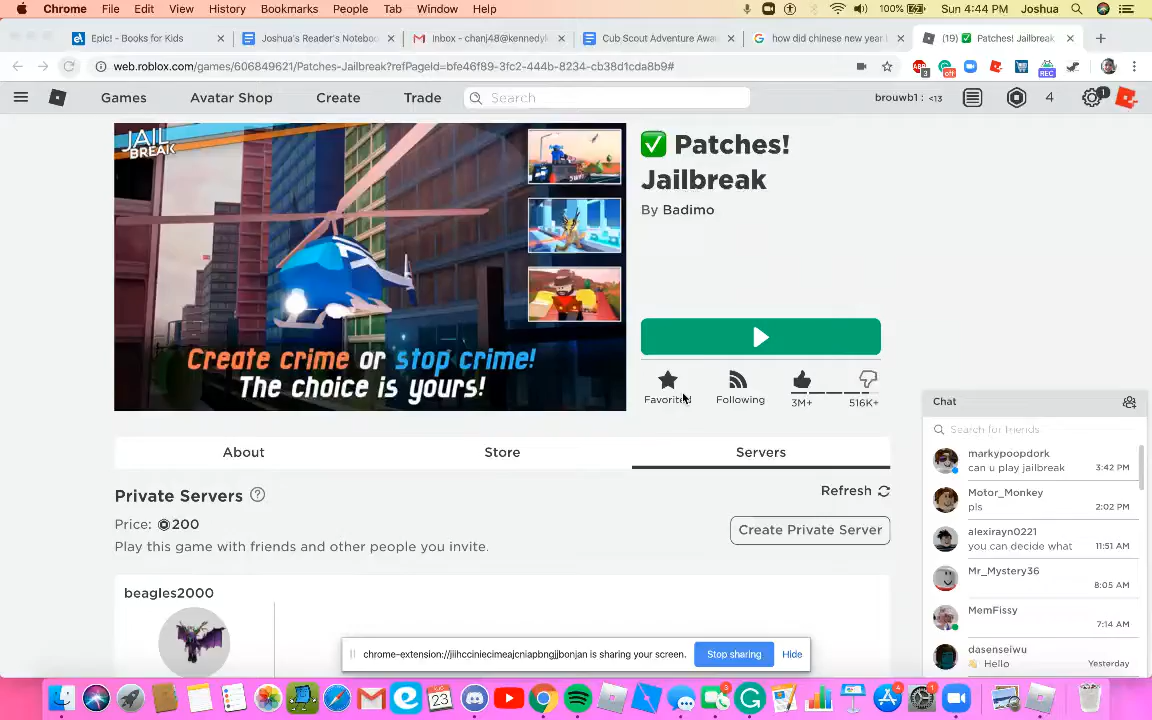 Chrome File Edit View History Bookmarks People Tab Window Help 100% Sun 4:44 PM Joshua
Epic! - Books for Kids × Joshua's Reader's Noteboo × Inbox - chanj48@kennedyk × Cub Scout Adventure Awa × how did chinese new year × (19) ✅ Patches! Jailbreak × +
web.roblox.com/games/606849621/Patches-Jailbreak?refPageId=bfe46f89-3fc2-444b-8234-cb38d1cda8b9#
ABP 3 off REC
Games Avatar Shop Create Trade Search brouwb1 : <13 4 1
JAIL
BREAK
Create crime or stop crime!
The choice is yours!
✅ Patches!
Jailbreak
By Badimo
Favorited Following 3M+ 516K+
About Store Servers
Private Servers ? Refresh
Price: 200
Create Private Server
Play this game with friends and other people you invite.
beagles2000
Chat
Search for friends
markypoopdork
can u play jailbreak 3:42 PM
Motor_Monkey
pls 2:02 PM
alexirayn0221
you can decide what 11:51 AM
Mr_Mystery36
8:05 AM
MemFissy
7:14 AM
dasenseiwu
👋 Hello Yesterday
chrome-extension://jiihcciniecimeajcniapbngjjbonjan is sharing your screen. Stop sharing Hide
23